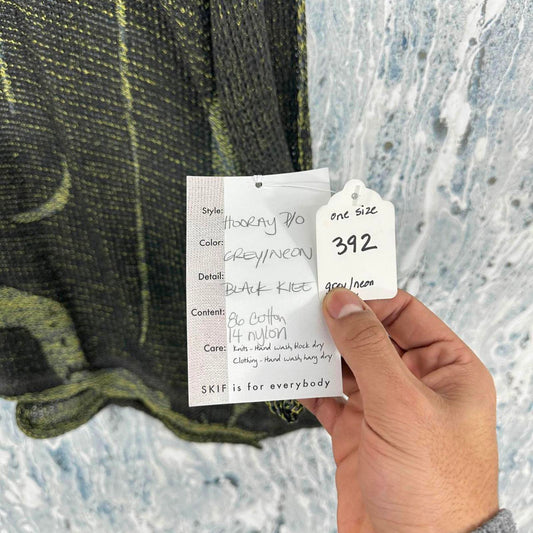 Style: HOORAY P/O
Color: GREY/NEON
Detail: BLACK KLEE
Content: 86 Cotton
14 nylon
Care: Knits - Hand wash, block dry
Clothing - Hand wash, hang dry
SKIF is for everybody
one size
392
grey/neon